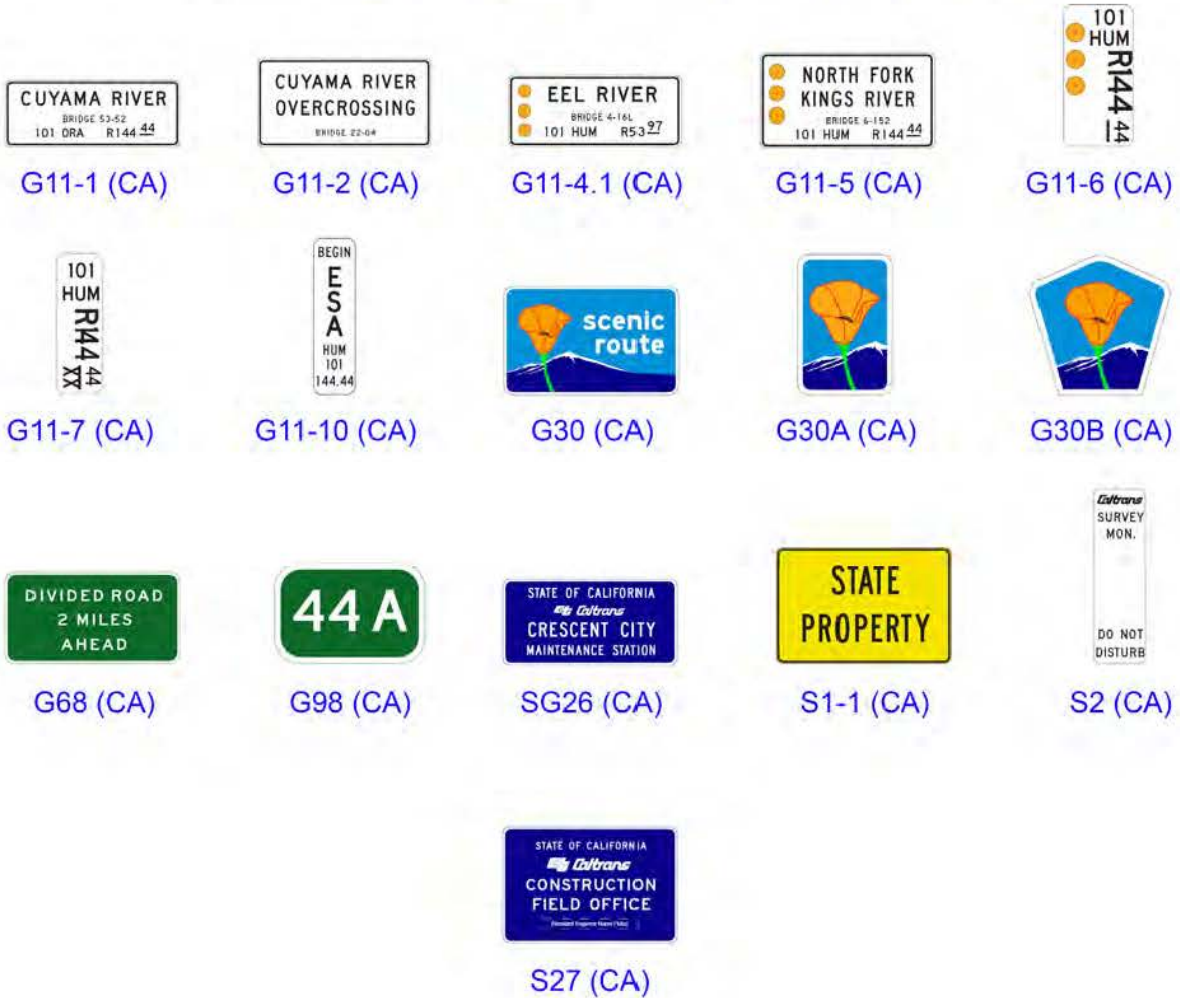 CUYAMA RIVER
BRIDGE 53-52
101 ORA R144 44
G11-1 (CA)
CUYAMA RIVER
OVERCROSSING
BRIDGE 22-04
G11-2 (CA)
EEL RIVER
BRIDGE 4-16L
101 HUM R53 97
G11-4.1 (CA)
NORTH FORK
KINGS RIVER
BRIDGE 6-152
101 HUM R144 44
G11-5 (CA)
101
HUM
R144 44
G11-6 (CA)
101
HUM
R144 44
XX
G11-7 (CA)
BEGIN
E
S
A
HUM
101
144.44
G11-10 (CA)
scenic
route
G30 (CA)
G30A (CA)
G30B (CA)
DIVIDED ROAD
2 MILES
AHEAD
G68 (CA)
44 A
G98 (CA)
STATE OF CALIFORNIA
Caltrans
CRESCENT CITY
MAINTENANCE STATION
SG26 (CA)
STATE
PROPERTY
S1-1 (CA)
Caltrans
SURVEY
MON.
DO NOT
DISTURB
S2 (CA)
STATE OF CALIFORNIA
Caltrans
CONSTRUCTION
FIELD OFFICE
S27 (CA)